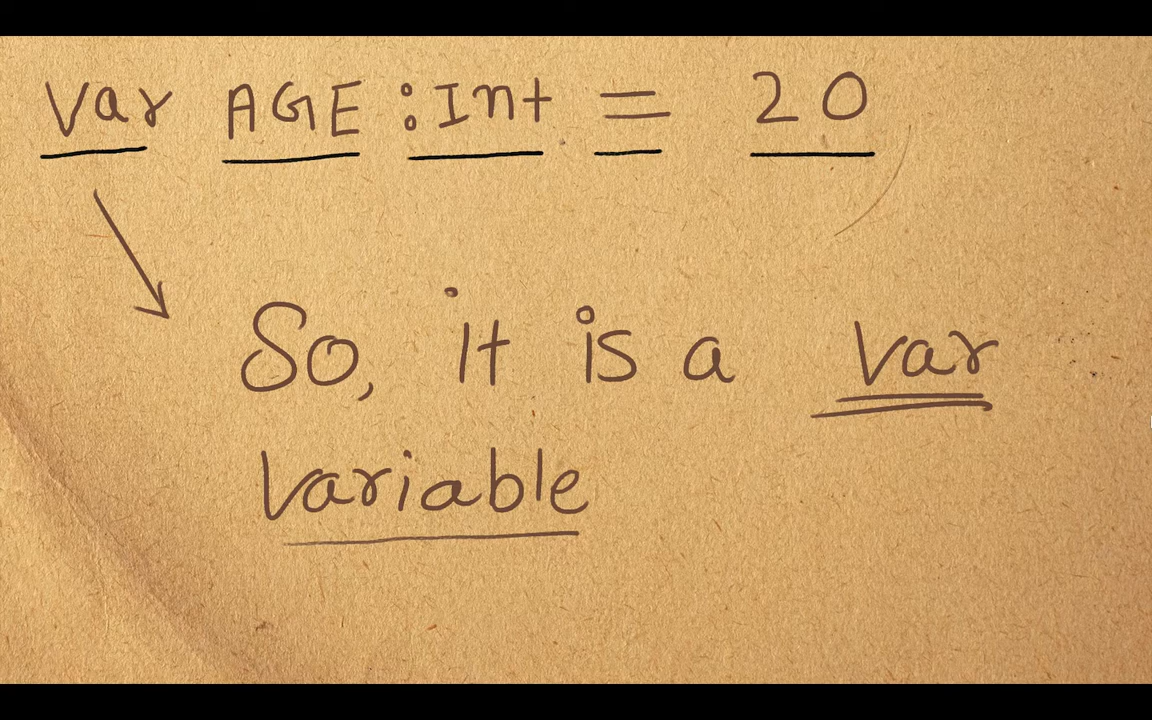 var AGE :Int = 20
So, it is a var
variable